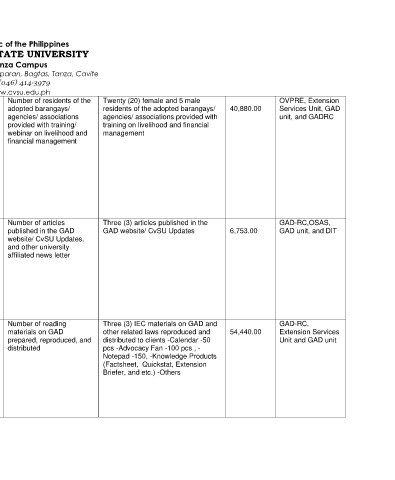 c of the Philippines
TATE UNIVERSITY
nza Campus
paran, Bagtas, Tanza, Cavite
(046) 414-3979
w.cvsu.edu.ph
Number of residents of the
adopted barangays/
agencies/ associations
provided with training/
webinar on livelihood and
financial management
Twenty (20) female and 5 male
residents of the adopted barangays/
agencies/ associations provided with
training on livelihood and financial
management
40,880.00
OVPRE, Extension
Services Unit, GAD
unit, and GADRC
Number of articles
published in the GAD
website/ CvSU Updates,
and other university
affiliated news letter
Three (3) articles published in the
GAD website/ CvSU Updates
6,753.00
GAD-RC,OSAS,
GAD unit, and DIT
Number of reading
materials on GAD
prepared, reproduced, and
distributed
Three (3) IEC materials on GAD and
other related laws reproduced and
distributed to clients -Calendar -50
pcs -Advocacy Fan -100 pcs , -
Notepad -150, -Knowledge Products
(Factsheet, Quickstat, Extension
Briefer, and etc.) -Others
54,440.00
GAD-RC,
Extension Services
Unit and GAD unit